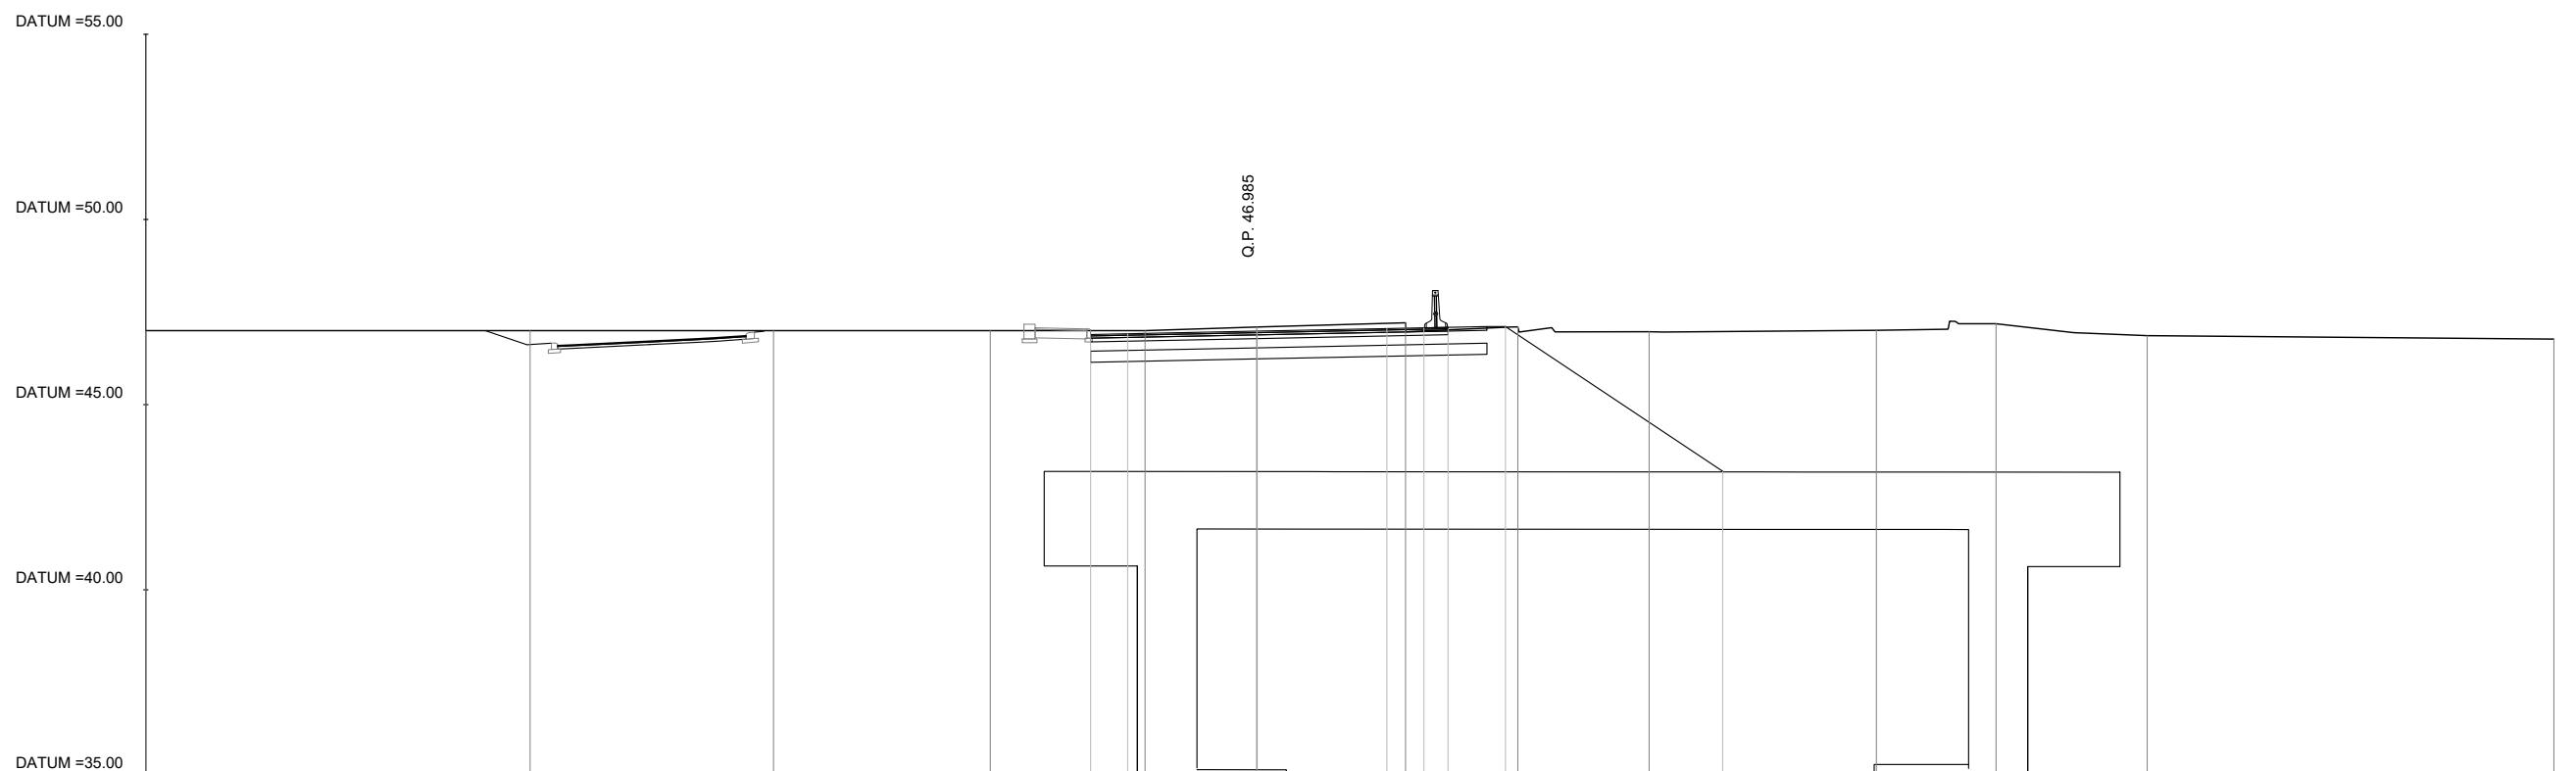 DATUM =55.00
DATUM =50.00
Q.P. 46.985
DATUM =45.00
DATUM =40.00
DATUM =35.00